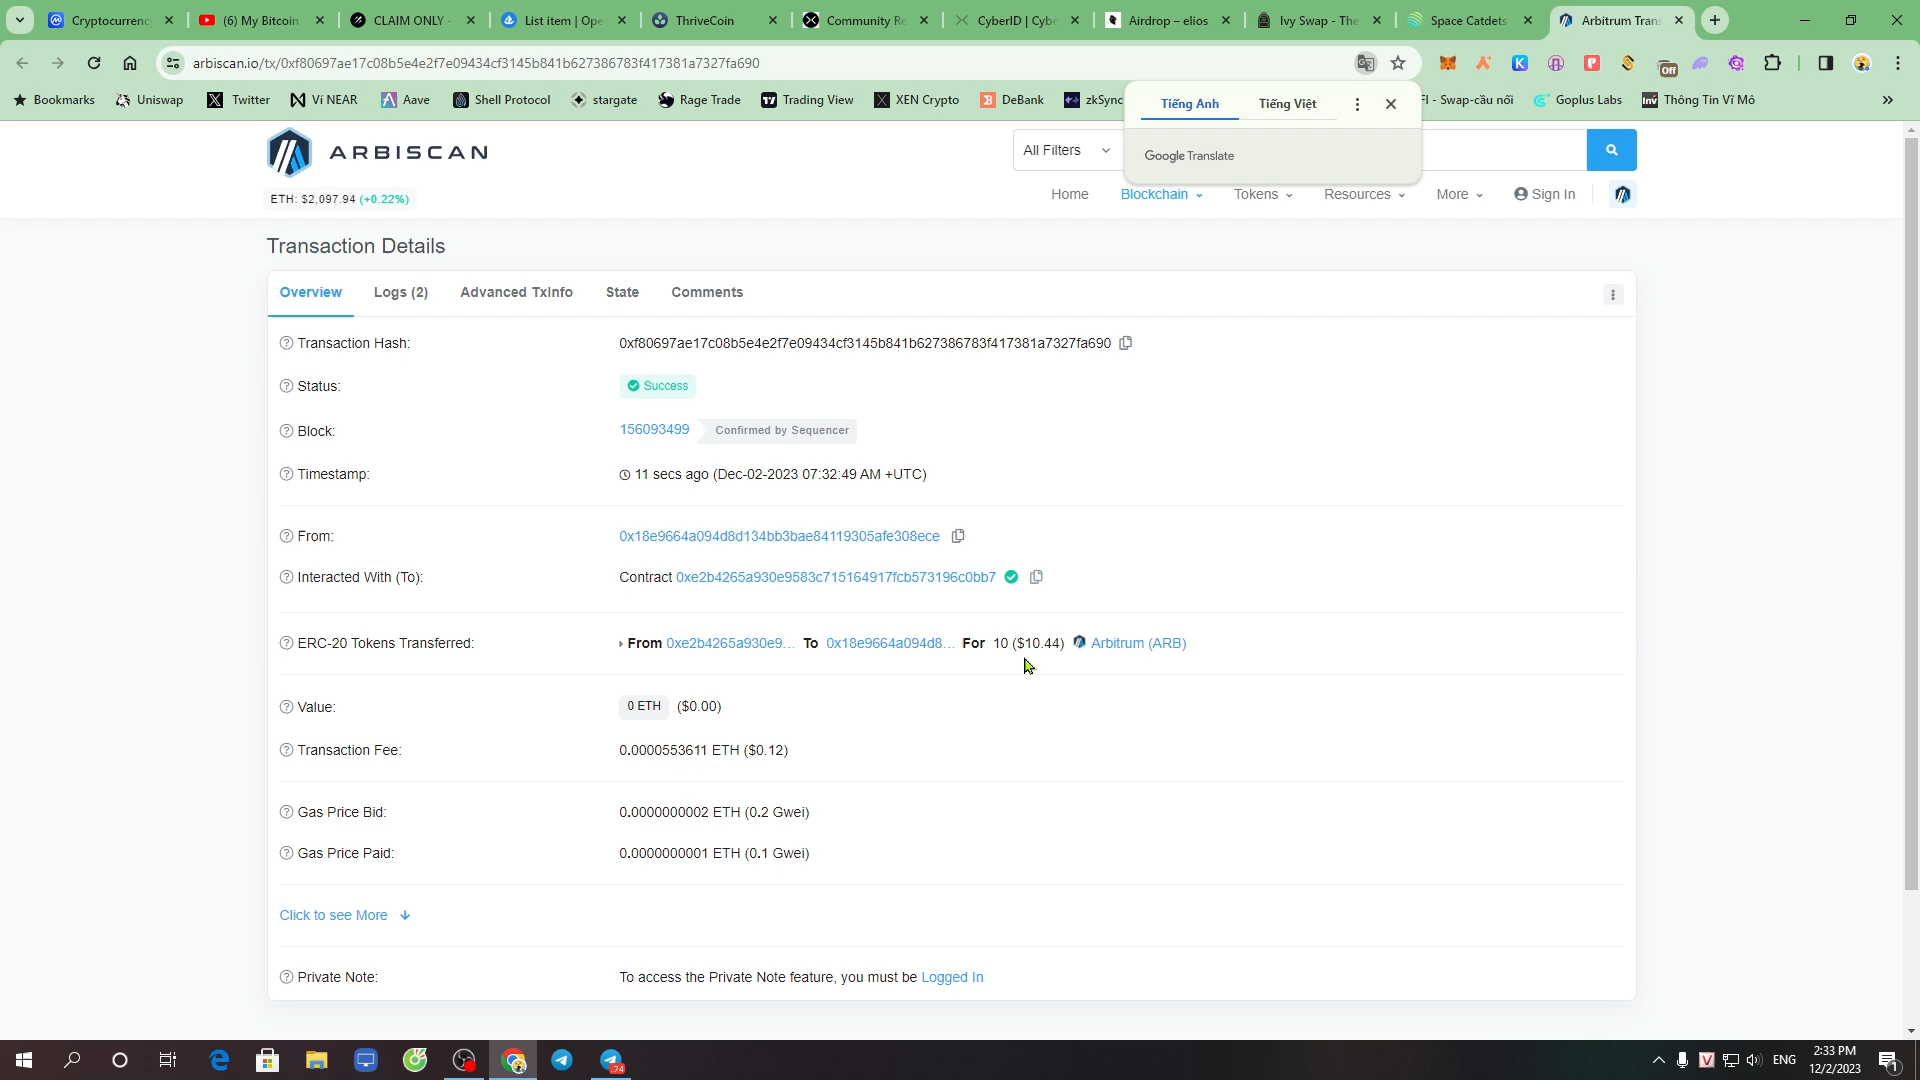 Cryptocurrenc
(6) My Bitcoin
CLAIM ONLY -
List item | Ope
ThriveCoin
Community Re
CyberID | Cybe
Airdrop – elios
Ivy Swap - The
Space Catdets
Arbitrum Tran
arbiscan.io/tx/0xf80697ae17c08b5e4e2f7e09434cf3145b841b627386783f417381a7327fa690
Off
Bookmarks
Uniswap
Twitter
Ví NEAR
Aave
Shell Protocol
stargate
Rage Trade
Trading View
XEN Crypto
DeBank
zkSync
FI - Swap-cầu nối
Goplus Labs
Inv Thông Tin Vĩ Mô
Tiếng Anh
Tiếng Việt
Google Translate
ARBISCAN
All Filters
ETH: $2,097.94 (+0.22%)
Home
Blockchain
Tokens
Resources
More
Sign In
Transaction Details
Overview
Logs (2)
Advanced TxInfo
State
Comments
Transaction Hash:
0xf80697ae17c08b5e4e2f7e09434cf3145b841b627386783f417381a7327fa690
Status:
Success
Block:
156093499
Confirmed by Sequencer
Timestamp:
11 secs ago (Dec-02-2023 07:32:49 AM +UTC)
From:
0x18e9664a094d8d134bb3bae84119305afe308ece
Interacted With (To):
Contract 0xe2b4265a930e9583c715164917fcb573196c0bb7
ERC-20 Tokens Transferred:
From 0xe2b4265a930e9... To 0x18e9664a094d8... For 10 ($10.44) Arbitrum (ARB)
Value:
0 ETH ($0.00)
Transaction Fee:
0.0000553611 ETH ($0.12)
Gas Price Bid:
0.0000000002 ETH (0.2 Gwei)
Gas Price Paid:
0.0000000001 ETH (0.1 Gwei)
Click to see More
Private Note:
To access the Private Note feature, you must be Logged In
74
ENG
2:33 PM
12/2/2023
1